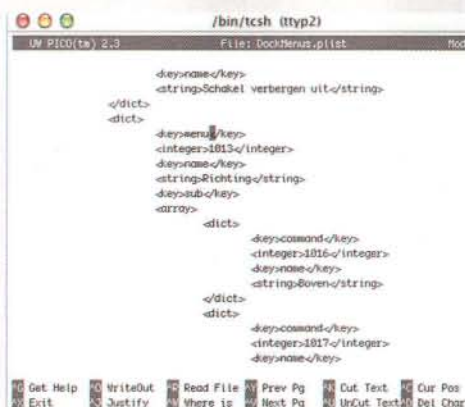 /bin/tcsh (ttyp2)
UW PICO(tm) 2.3 File: DockMenus.plist Mod
<key>name</key>
<string>Schakel verbergen uit</string>
</dict>
<dict>
<key>menu</key>
<integer>1013</integer>
<key>name</key>
<string>Richting</string>
<key>sub</key>
<array>
<dict>
<key>command</key>
<integer>1016</integer>
<key>name</key>
<string>Boven</string>
</dict>
<dict>
<key>command</key>
<integer>1017</integer>
<key>name</key>
^G Get Help ^O WriteOut ^R Read File ^Y Prev Pg ^K Cut Text ^C Cur Pos
^X Exit ^J Justify ^W Where is ^V Next Pg ^U UnCut Text ^D Del Char